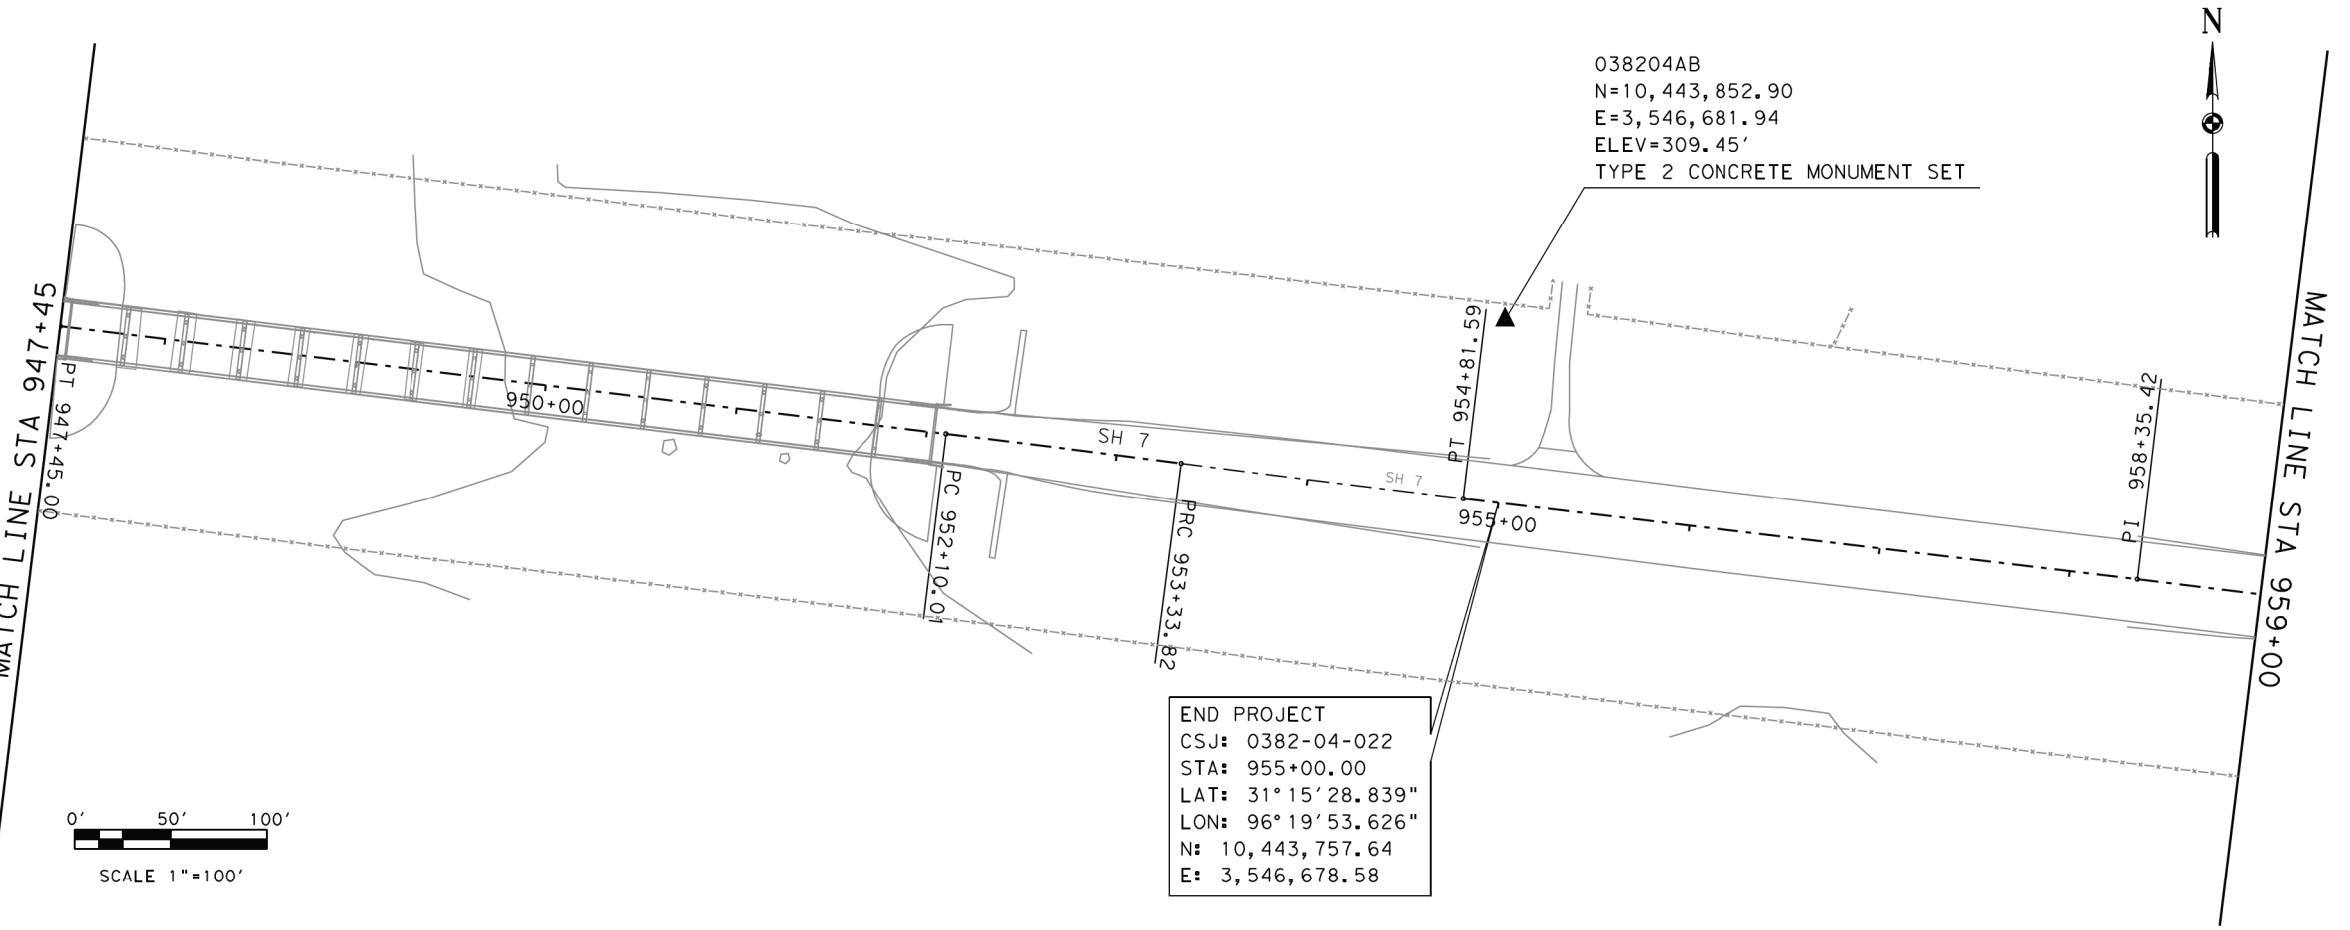 N
038204AB
N=10,443,852.90
E=3,546,681.94
ELEV=309.45'
TYPE 2 CONCRETE MONUMENT SET
MATCH LINE STA 947+45
PT 947+45.00
950+00
SH 7
PC 952+10.01
PRC 953+33.82
SH 7
PT 954+81.59
955+00
PI 958+35.42
MATCH LINE STA 959+00
END PROJECT
CSJ: 0382-04-022
STA: 955+00.00
LAT: 31°15'28.839"
LON: 96°19'53.626"
N: 10,443,757.64
E: 3,546,678.58
0' 50' 100'
SCALE 1"=100'